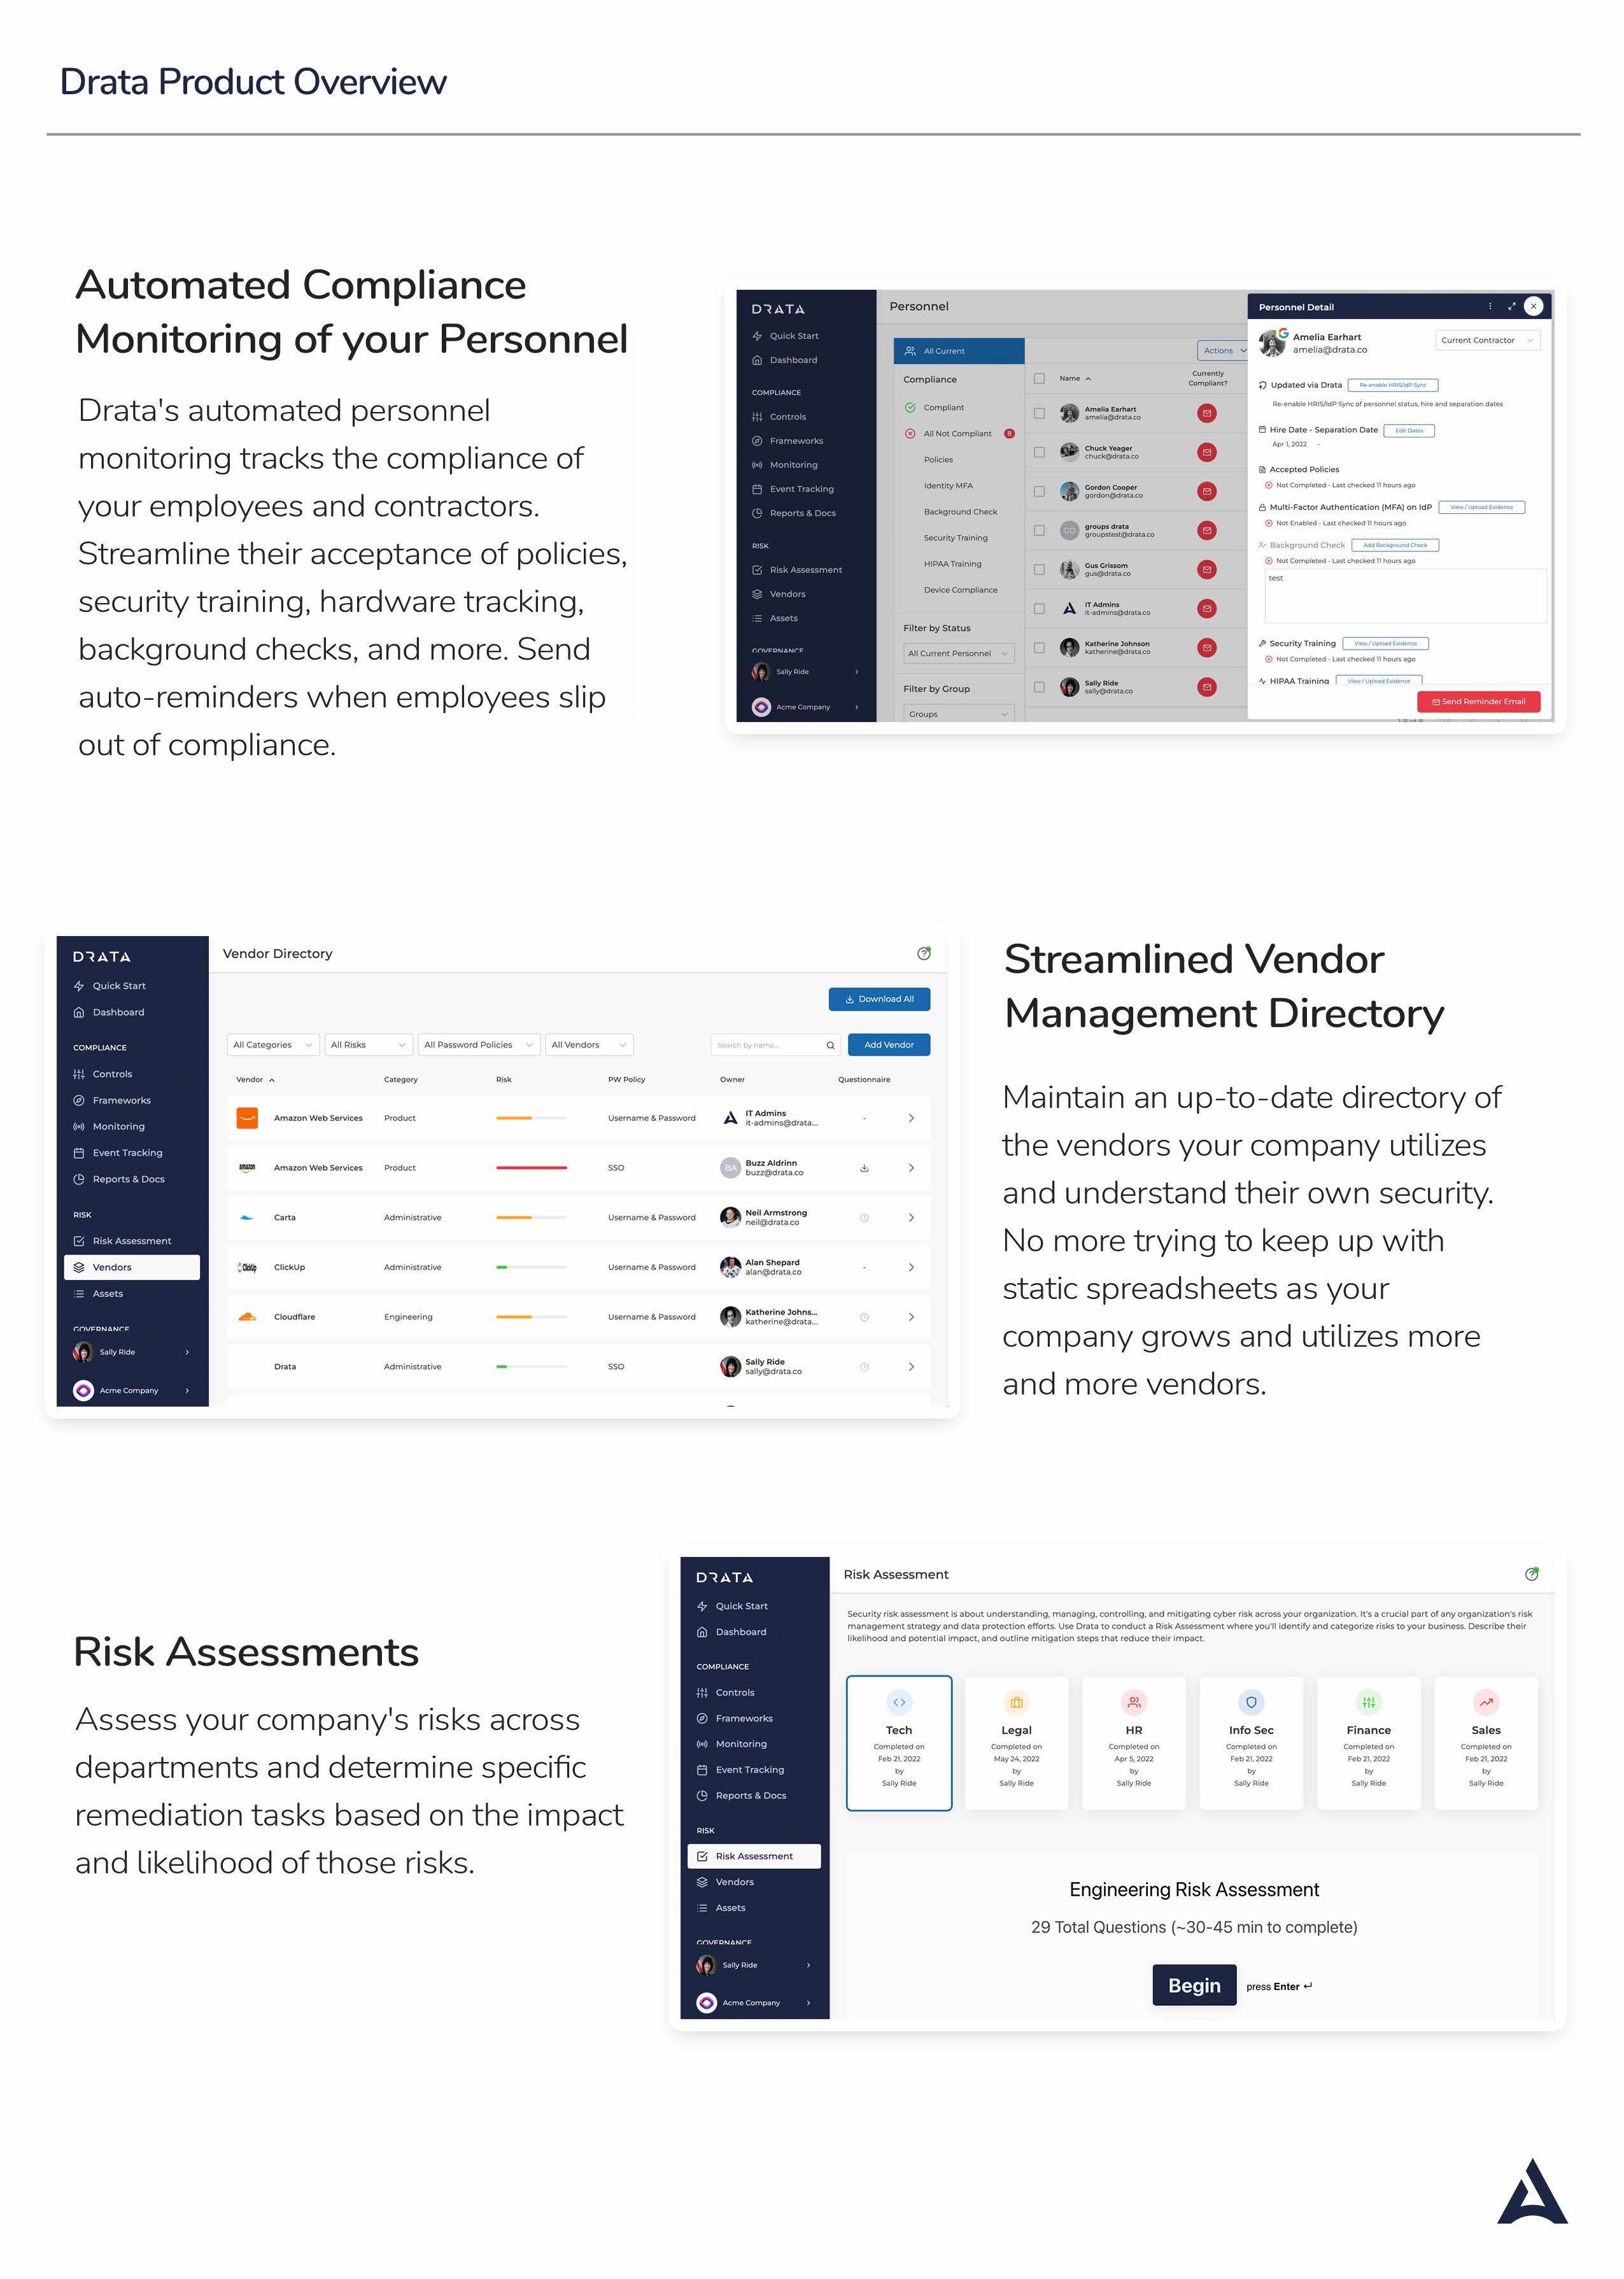 Drata Product Overview
Automated Compliance
Monitoring of your Personnel
Drata's automated personnel
monitoring tracks the compliance of
your employees and contractors.
Streamline their acceptance of policies,
security training, hardware tracking,
background checks, and more. Send
auto-reminders when employees slip
out of compliance.
DRATA
Quick Start
Dashboard
COMPLIANCE
Controls
Frameworks
Monitoring
Event Tracking
Reports & Docs
RISK
Risk Assessment
Vendors
Assets
GOVERNANCE
Sally Ride
Acme Company
Personnel
All Current
Compliance
Compliant
All Not Compliant 8
Policies
Identity MFA
Background Check
Security Training
HIPAA Training
Device Compliance
Filter by Status
All Current Personnel
Filter by Group
Groups
Actions
Name Currently
Compliant?
Amelia Earhart
amelia@drata.co
Chuck Yeager
chuck@drata.co
Gordon Cooper
gordon@drata.co
GD groups drata
groupstest@drata.co
Gus Grissom
gus@drata.co
IT Admins
it-admins@drata.co
Katherine Johnson
katherine@drata.co
Sally Ride
sally@drata.co
Personnel Detail
Amelia Earhart
amelia@drata.co
Current Contractor
Updated via Drata Re-enable HRIS/IdP Sync
Re-enable HRIS/IdP Sync of personnel status, hire and separation dates
Hire Date - Separation Date Edit Dates
Apr 1, 2022 -
Accepted Policies
Not Completed - Last checked 11 hours ago
Multi-Factor Authentication (MFA) on IdP View / Upload Evidence
Not Enabled - Last checked 11 hours ago
Background Check Add Background Check
Not Completed - Last checked 11 hours ago
test
Security Training View / Upload Evidence
Not Completed - Last checked 11 hours ago
HIPAA Training View / Upload Evidence
Send Reminder Email
DRATA
Quick Start
Dashboard
COMPLIANCE
Controls
Frameworks
Monitoring
Event Tracking
Reports & Docs
RISK
Risk Assessment
Vendors
Assets
GOVERNANCE
Sally Ride
Acme Company
Vendor Directory
Download All
All Categories All Risks All Password Policies All Vendors Search by name... Add Vendor
Vendor Category Risk PW Policy Owner Questionnaire
Amazon Web Services Product Username & Password IT Admins -
it-admins@drata...
amazon Amazon Web Services Product SSO BA Buzz Aldrinn
buzz@drata.co
Carta Administrative Username & Password Neil Armstrong
neil@drata.co
ClickUp ClickUp Administrative Username & Password Alan Shepard -
alan@drata.co
Cloudflare Engineering Username & Password Katherine Johns...
katherine@drata...
Drata Administrative SSO Sally Ride
sally@drata.co
Streamlined Vendor
Management Directory
Maintain an up-to-date directory of
the vendors your company utilizes
and understand their own security.
No more trying to keep up with
static spreadsheets as your
company grows and utilizes more
and more vendors.
Risk Assessments
Assess your company's risks across
departments and determine specific
remediation tasks based on the impact
and likelihood of those risks.
DRATA
Quick Start
Dashboard
COMPLIANCE
Controls
Frameworks
Monitoring
Event Tracking
Reports & Docs
RISK
Risk Assessment
Vendors
Assets
GOVERNANCE
Sally Ride
Acme Company
Risk Assessment
Security risk assessment is about understanding, managing, controlling, and mitigating cyber risk across your organization. It's a crucial part of any organization's risk
management strategy and data protection efforts. Use Drata to conduct a Risk Assessment where you'll identify and categorize risks to your business. Describe their
likelihood and potential impact, and outline mitigation steps that reduce their impact.
Tech
Completed on
Feb 21, 2022
by
Sally Ride
Legal
Completed on
May 24, 2022
by
Sally Ride
HR
Completed on
Apr 5, 2022
by
Sally Ride
Info Sec
Completed on
Feb 21, 2022
by
Sally Ride
Finance
Completed on
Feb 21, 2022
by
Sally Ride
Sales
Completed on
Feb 21, 2022
by
Sally Ride
Engineering Risk Assessment
29 Total Questions (~30-45 min to complete)
Begin press Enter ↵